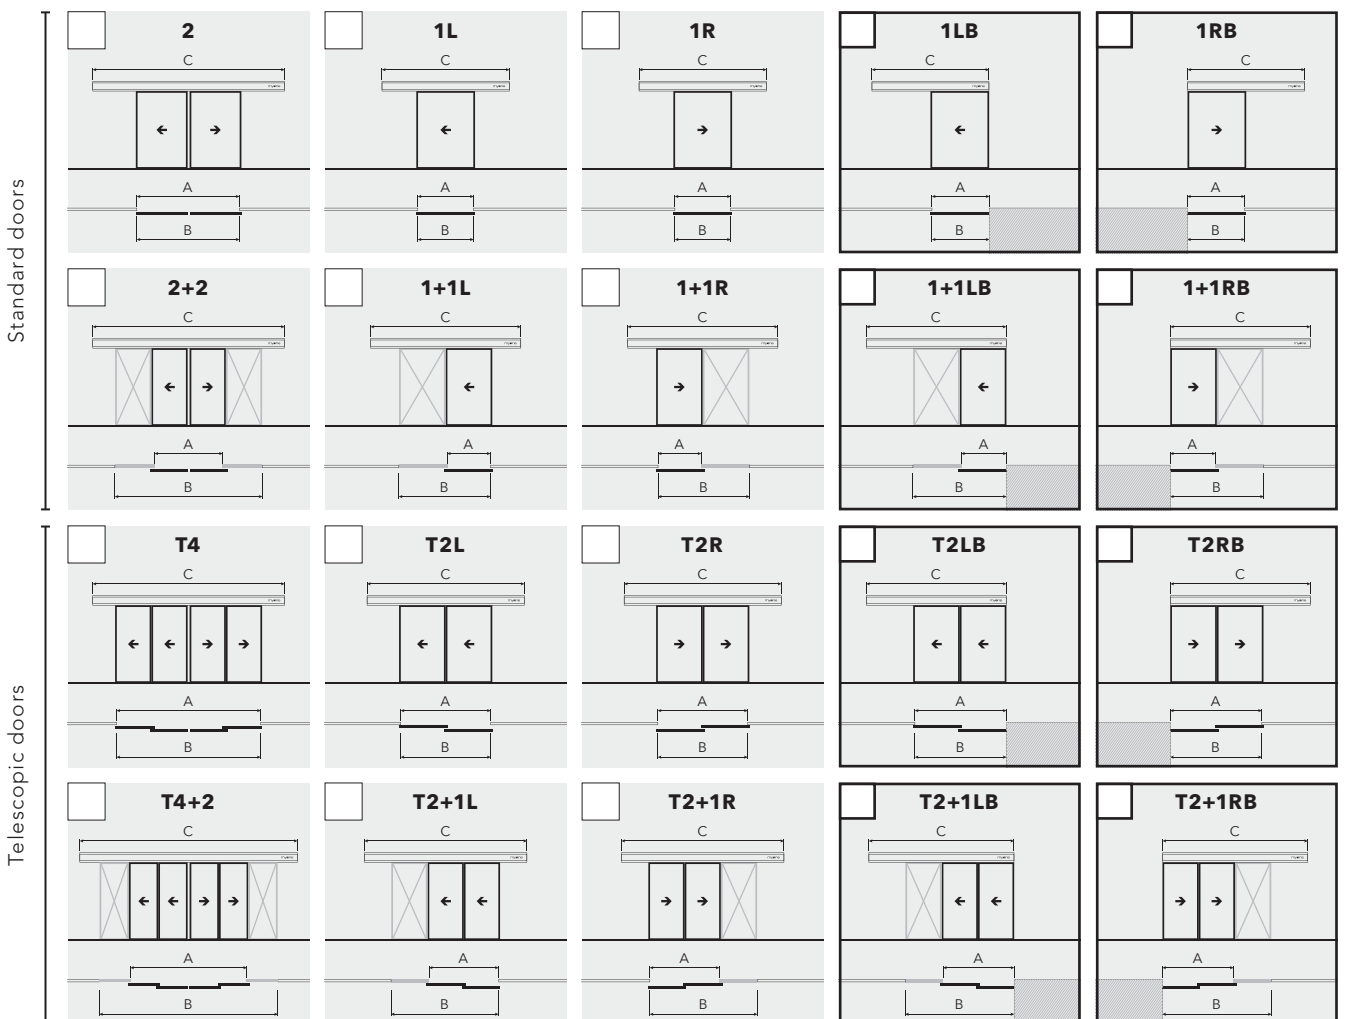 Standard doors
2
1L
1R
1LB
1RB
C
C
C
C
C
←
→
←
→
←
→
A
A
A
A
A
B
B
B
B
B
2+2
1+1L
1+1R
1+1LB
1+1RB
C
C
C
C
C
←
→
←
→
←
→
A
A
A
A
A
B
B
B
B
B
Telescopic doors
T4
T2L
T2R
T2LB
T2RB
C
C
C
C
C
←
←
→
→
←
←
→
→
←
←
→
→
A
A
A
A
A
B
B
B
B
B
T4+2
T2+1L
T2+1R
T2+1LB
T2+1RB
C
C
C
C
C
←
←
→
→
←
←
→
→
←
←
→
→
A
A
A
A
A
B
B
B
B
B